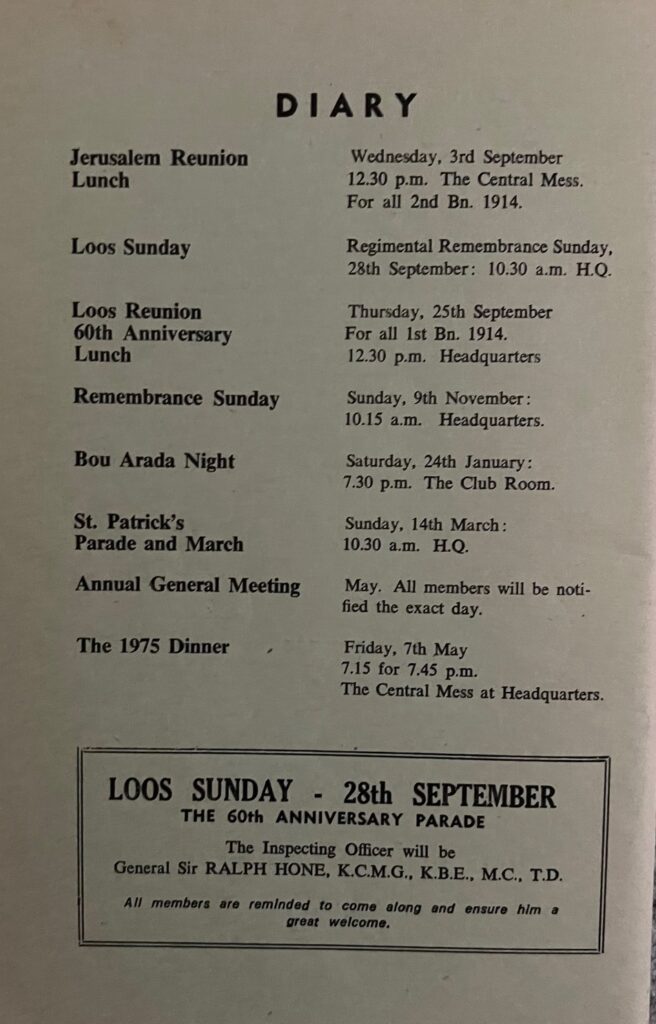 DIARY
Jerusalem Reunion
Lunch
Wednesday, 3rd September
12.30 p.m. The Central Mess.
For all 2nd Bn. 1914.
Loos Sunday
Regimental Remembrance Sunday,
28th September: 10.30 a.m. H.Q.
Loos Reunion
60th Anniversary
Lunch
Thursday, 25th September
For all 1st Bn. 1914.
12.30 p.m. Headquarters
Remembrance Sunday
Sunday, 9th November:
10.15 a.m. Headquarters.
Bou Arada Night
Saturday, 24th January:
7.30 p.m. The Club Room.
St. Patrick's
Parade and March
Sunday, 14th March:
10.30 a.m. H.Q.
Annual General Meeting
May. All members will be noti-
fied the exact day.
The 1975 Dinner
Friday, 7th May
7.15 for 7.45 p.m.
The Central Mess at Headquarters.
LOOS SUNDAY - 28th SEPTEMBER
THE 60th ANNIVERSARY PARADE
The Inspecting Officer will be
General Sir RALPH HONE, K.C.M.G., K.B.E., M.C., T.D.
All members are reminded to come along and ensure him a
great welcome.